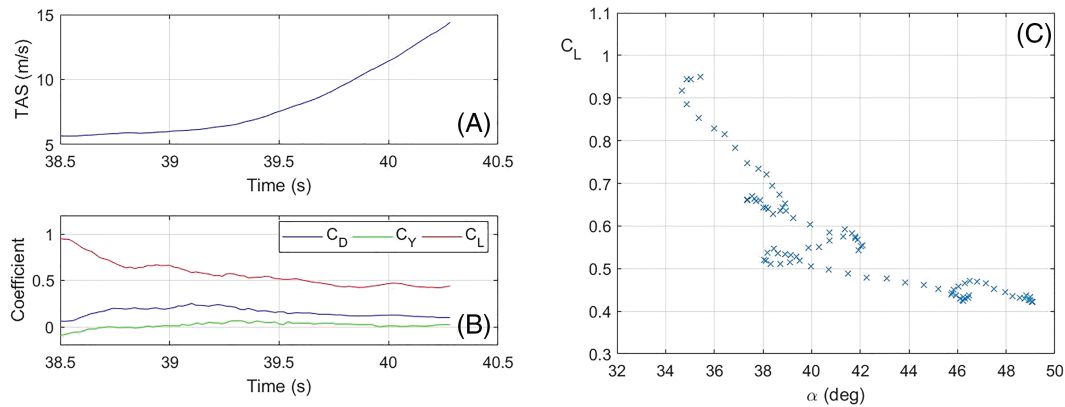 15
10
5
TAS (m/s)
(A)
38.5 39 39.5 40 40.5
Time (s)
1
0.5
0
Coefficient
C_D C_Y C_L
(B)
38.5 39 39.5 40 40.5
Time (s)
1.1
1
0.9
0.8
0.7
0.6
0.5
0.4
0.3
C_L
(C)
32 34 36 38 40 42 44 46 48 50
α (deg)